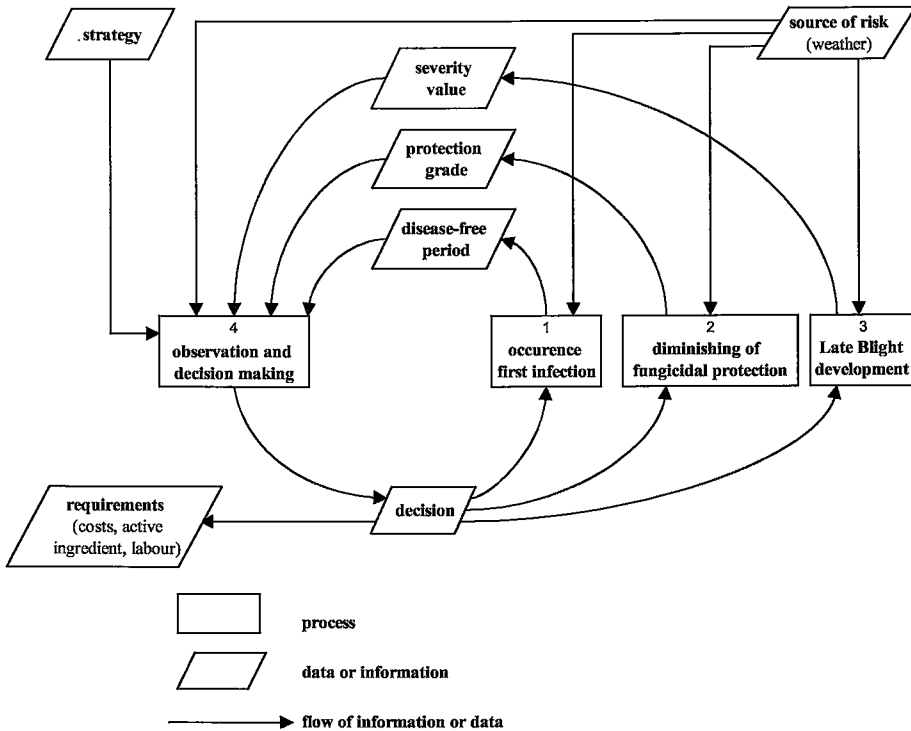 .strategy
source of risk
(weather)
severity
value
protection
grade
disease-free
period
4
observation and
decision making
1
occurence
first infection
2
diminishing of
fungicidal protection
3
Late Blight
development
requirements
(costs, active
ingredient, labour)
decision
process
data or information
flow of information or data